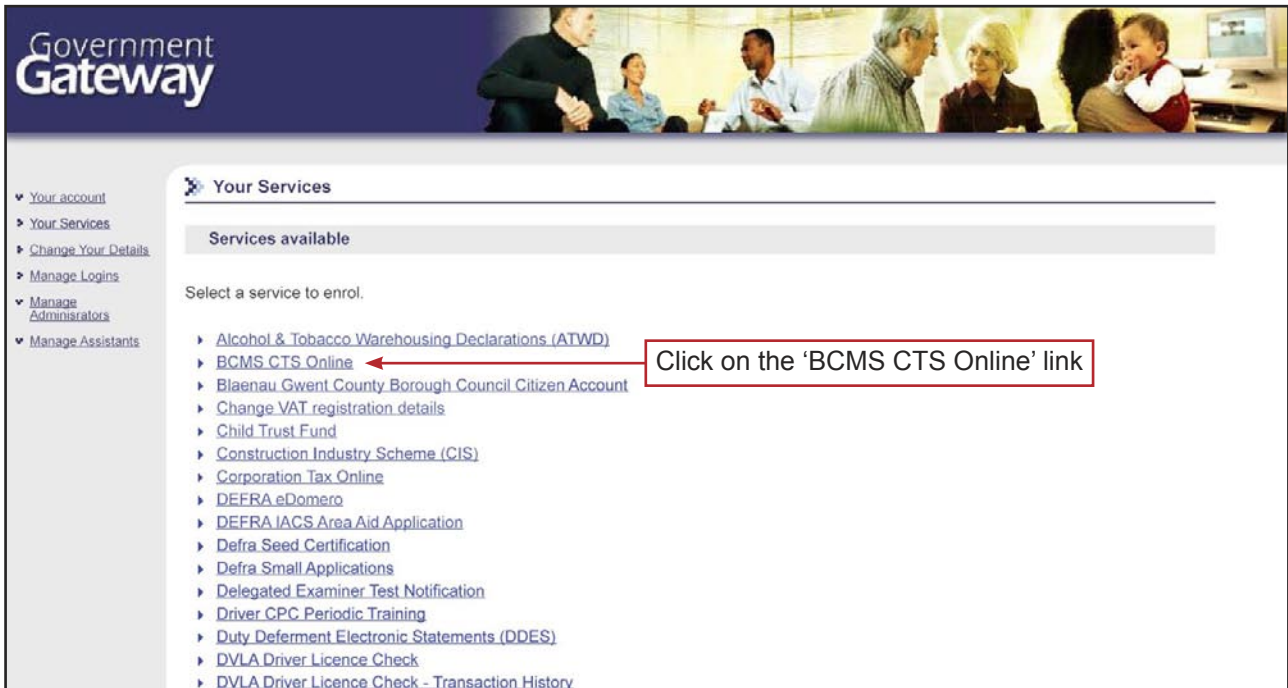 Government
Gateway
Your account
Your Services
Change Your Details
Manage Logins
Manage
Adminisrators
Manage Assistants
Your Services
Services available
Select a service to enrol.
Alcohol & Tobacco Warehousing Declarations (ATWD)
BCMS CTS Online
Click on the ‘BCMS CTS Online’ link
Blaenau Gwent County Borough Council Citizen Account
Change VAT registration details
Child Trust Fund
Construction Industry Scheme (CIS)
Corporation Tax Online
DEFRA eDomero
DEFRA IACS Area Aid Application
Defra Seed Certification
Defra Small Applications
Delegated Examiner Test Notification
Driver CPC Periodic Training
Duty Deferment Electronic Statements (DDES)
DVLA Driver Licence Check
DVLA Driver Licence Check - Transaction History